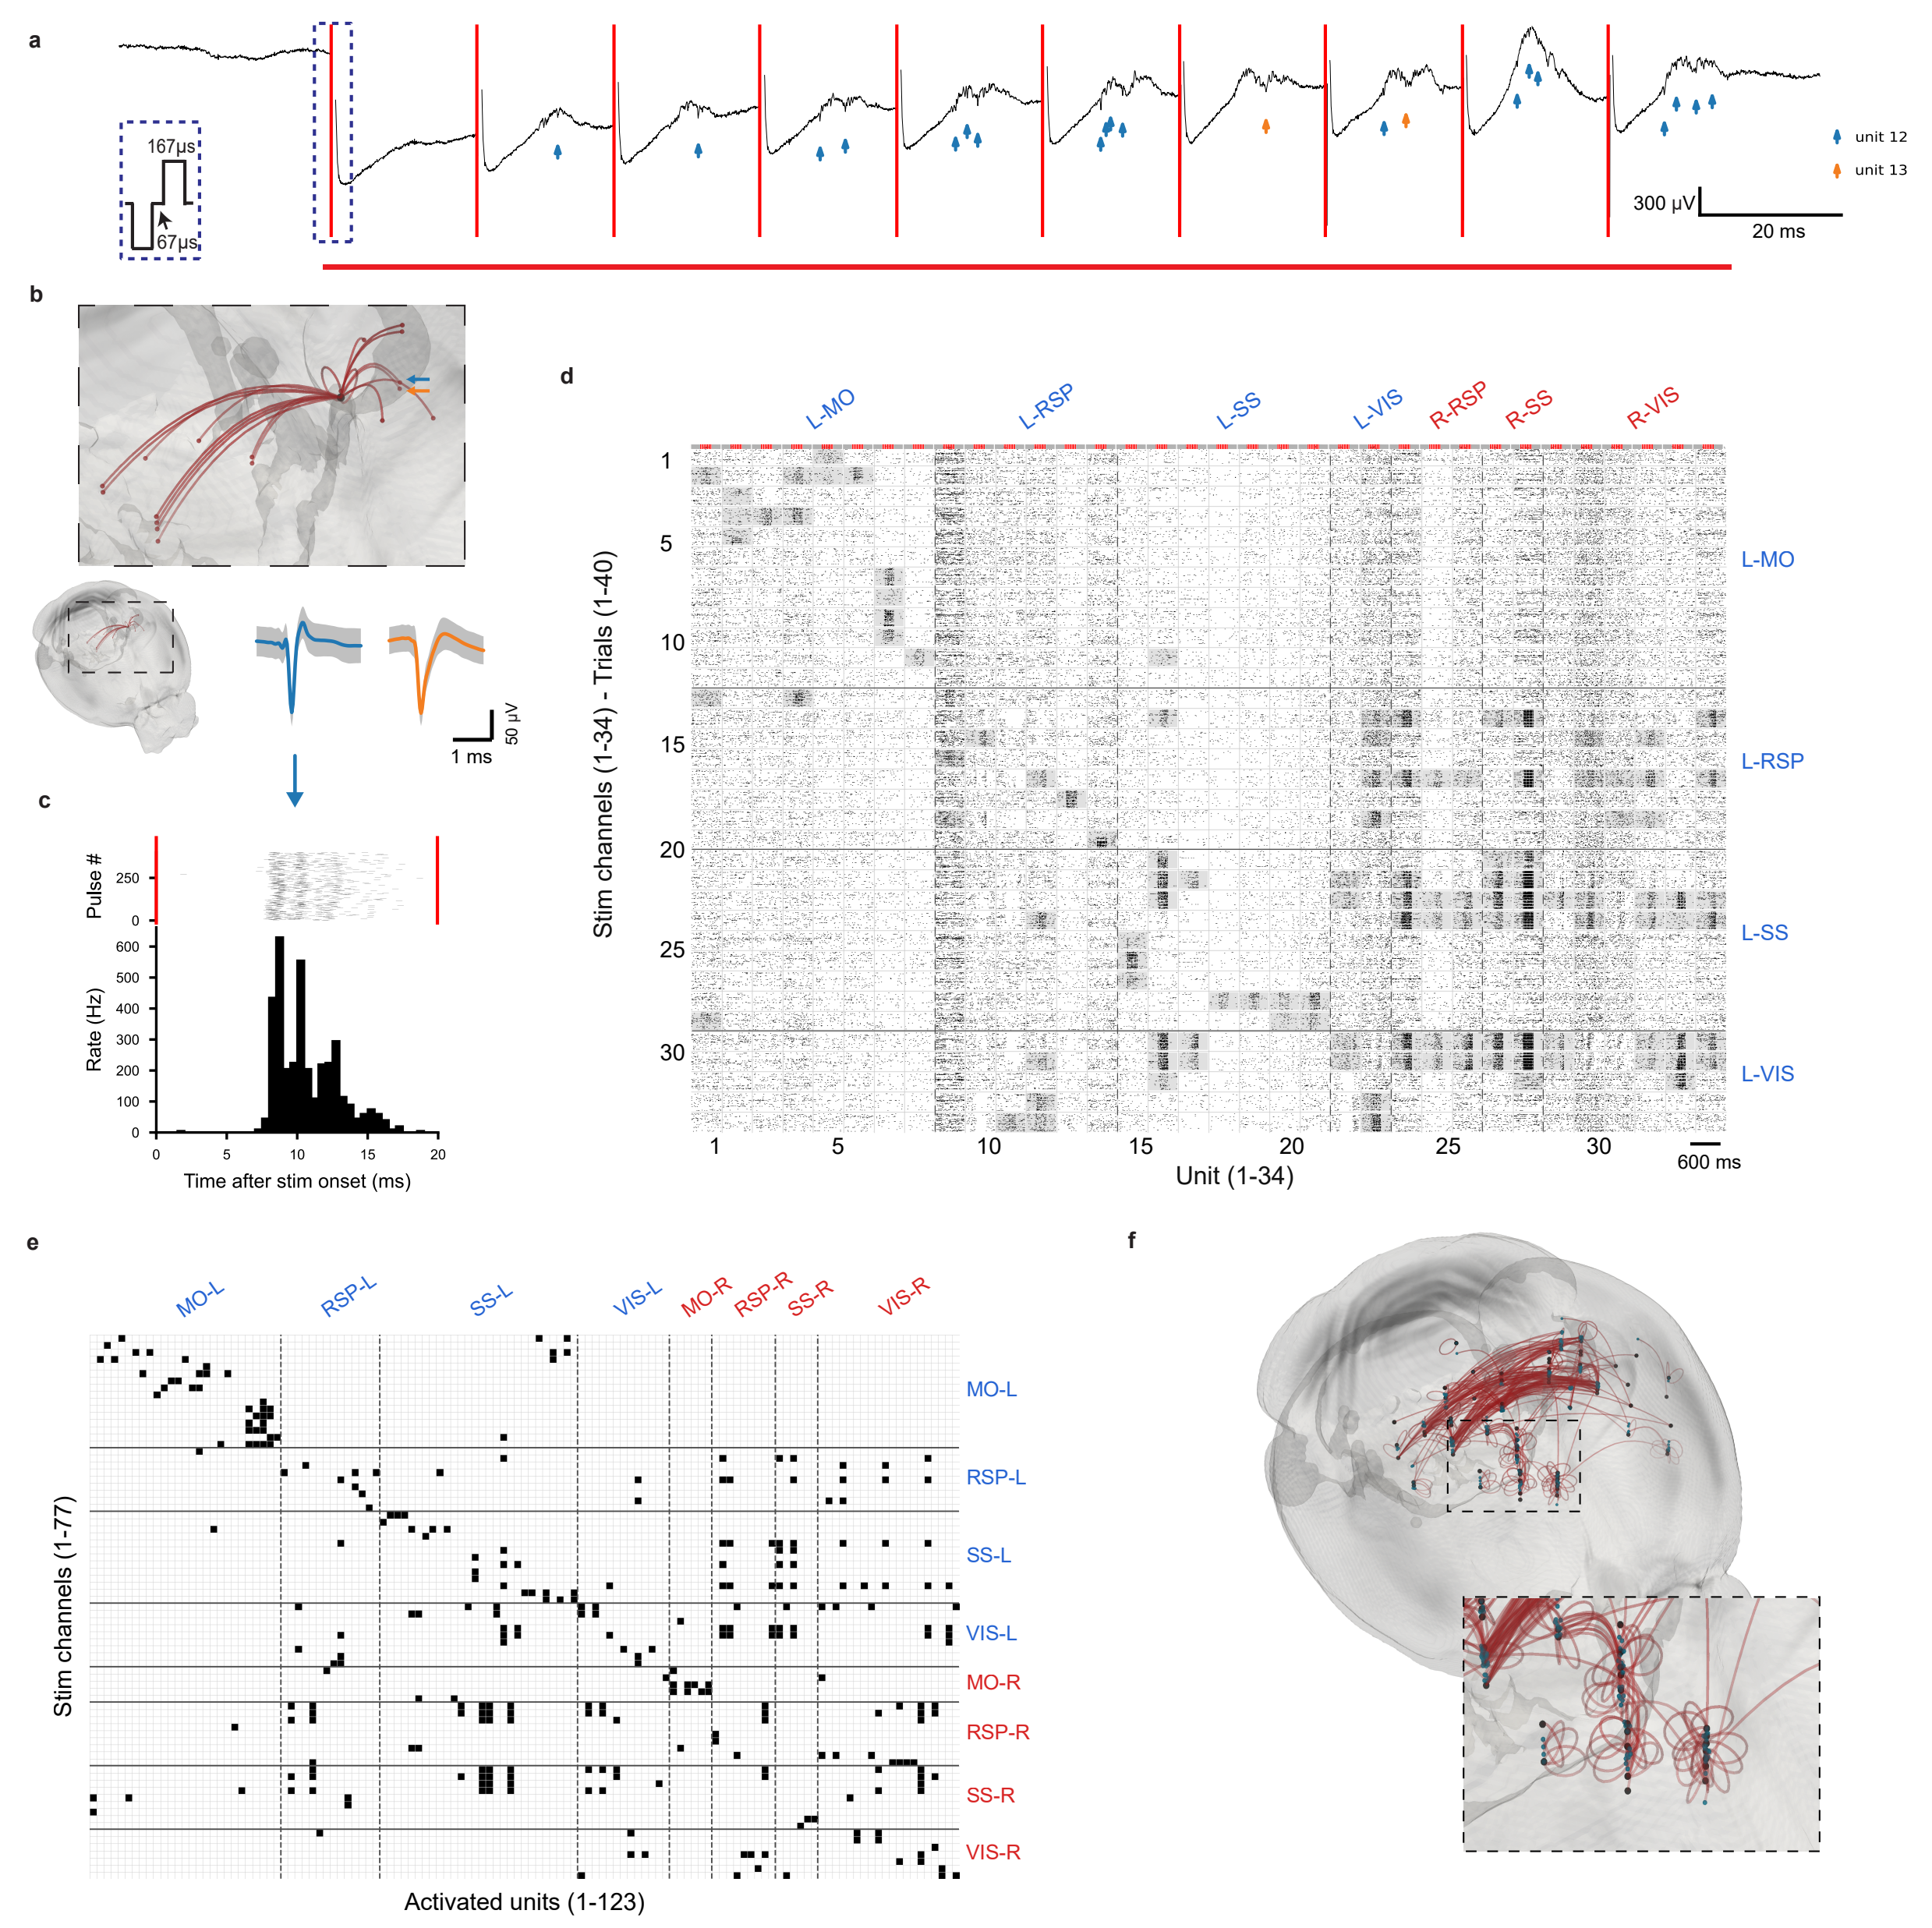 a
167μs
67μs
unit 12
unit 13
300 μV
20 ms
b
50 μV
1 ms
c
Pulse #
250
0
Rate (Hz)
600
500
400
300
200
100
0
0 5 10 15 20
Time after stim onset (ms)
d
L-MO L-RSP L-SS L-VIS R-RSP R-SS R-VIS
Stim channels (1-34) - Trials (1-40)
1
5
10
15
20
25
30
L-MO
L-RSP
L-SS
L-VIS
1 5 10 15 20 25 30
600 ms
Unit (1-34)
e
MO-L RSP-L SS-L VIS-L MO-R RSP-R SS-R VIS-R
Stim channels (1-77)
MO-L
RSP-L
SS-L
VIS-L
MO-R
RSP-R
SS-R
VIS-R
Activated units (1-123)
f